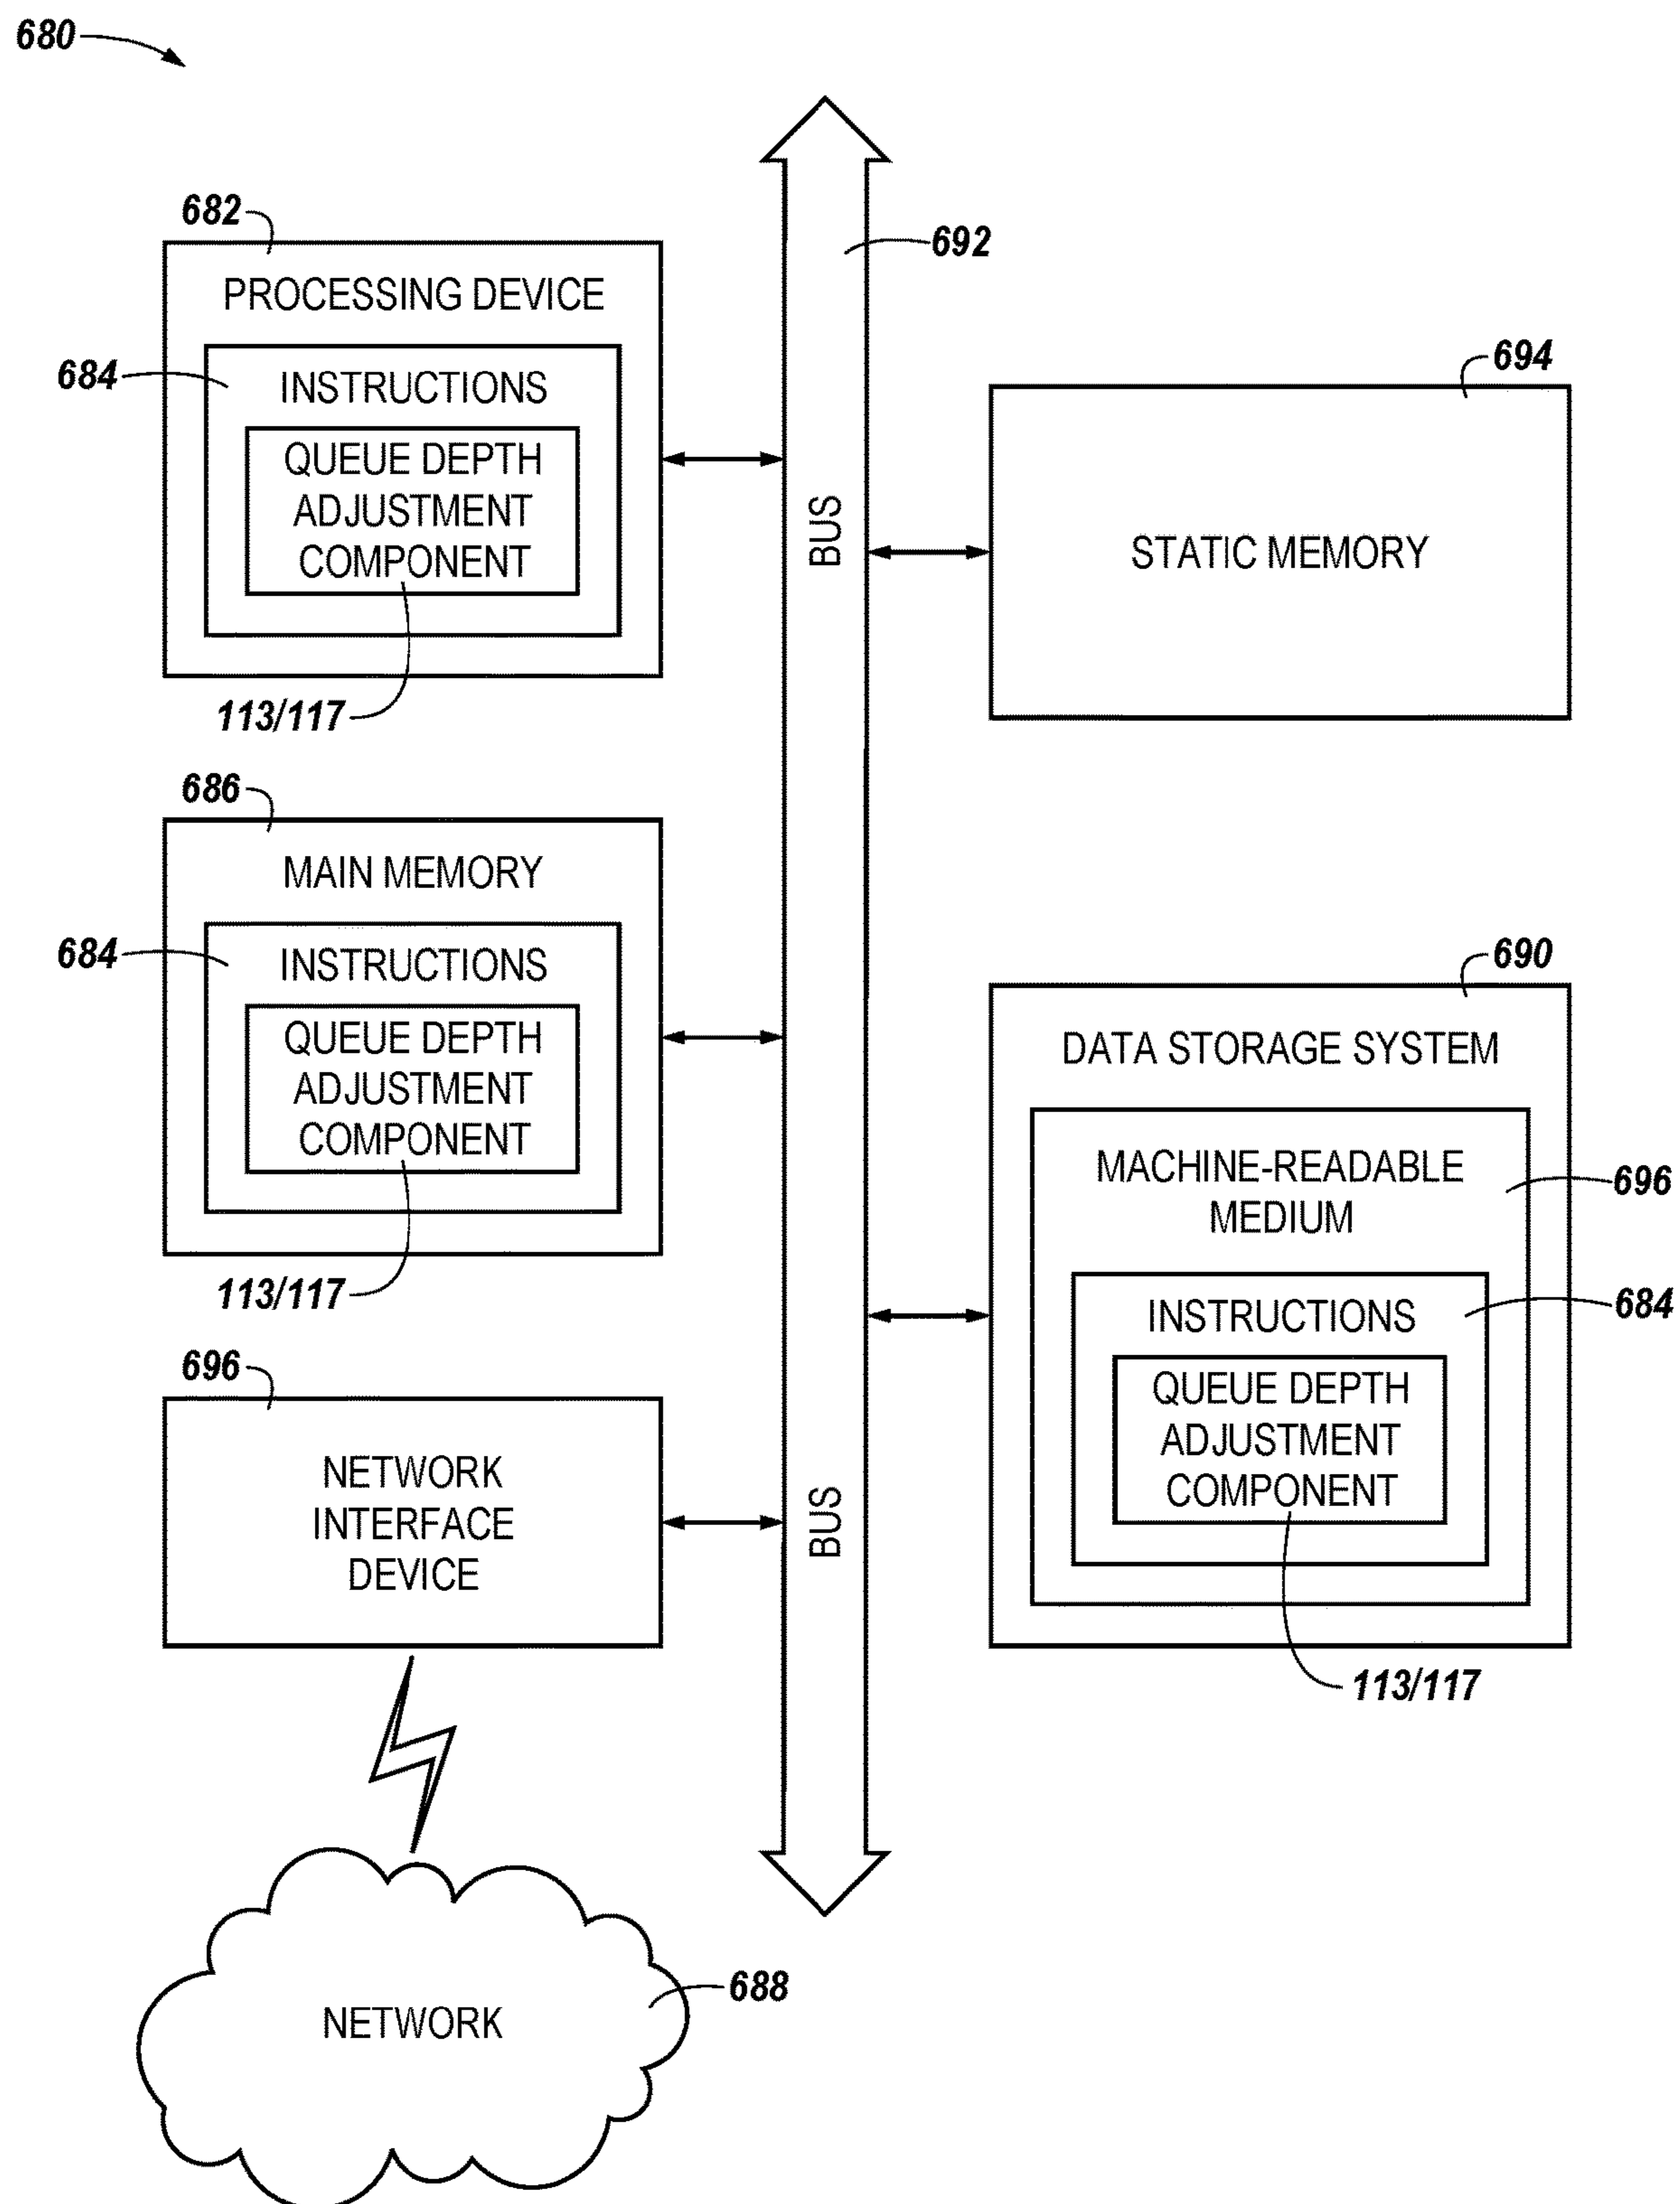 680
682
PROCESSING DEVICE
684
INSTRUCTIONS
QUEUE DEPTH
ADJUSTMENT
COMPONENT
113/117
686
MAIN MEMORY
684
INSTRUCTIONS
QUEUE DEPTH
ADJUSTMENT
COMPONENT
113/117
696
NETWORK
INTERFACE
DEVICE
NETWORK
688
BUS
BUS
692
694
STATIC MEMORY
690
DATA STORAGE SYSTEM
MACHINE-READABLE
MEDIUM
696
INSTRUCTIONS
684
QUEUE DEPTH
ADJUSTMENT
COMPONENT
113/117